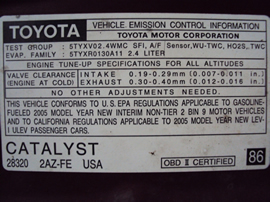 TOYOTA
VEHICLE EMISSION CONTROL INFORMATION
TOYOTA MOTOR CORPORATION
TEST GROUP : 5TYXV02.4WMC SFI, A/F Sensor, WU-TWC, HO2S, TWC
EVAP. FAMILY : 5TYXR0130A11 2.4 LITER
ENGINE TUNE-UP SPECIFICATIONS FOR ALL ALTITUDES
VALVE CLEARANCE INTAKE 0.19-0.29mm (0.007-0.011 in.)
(ENGINE AT COLD) EXHAUST 0.30-0.40mm (0.012-0.016 in.)
NO OTHER ADJUSTMENTS NEEDED.
THIS VEHICLE CONFORMS TO U.S. EPA REGULATIONS APPLICABLE TO
GASOLINE-FUELED 2005 MODEL YEAR NEW INTERIM NON-TIER 2 BIN 9 MOTOR VEHICLES
AND TO CALIFORNIA REGULATIONS APPLICABLE TO 2005 MODEL YEAR NEW LEV-
I ULEV PASSENGER CARS.
CATALYST
28320 2AZ-FE USA
OBD II CERTIFIED
86